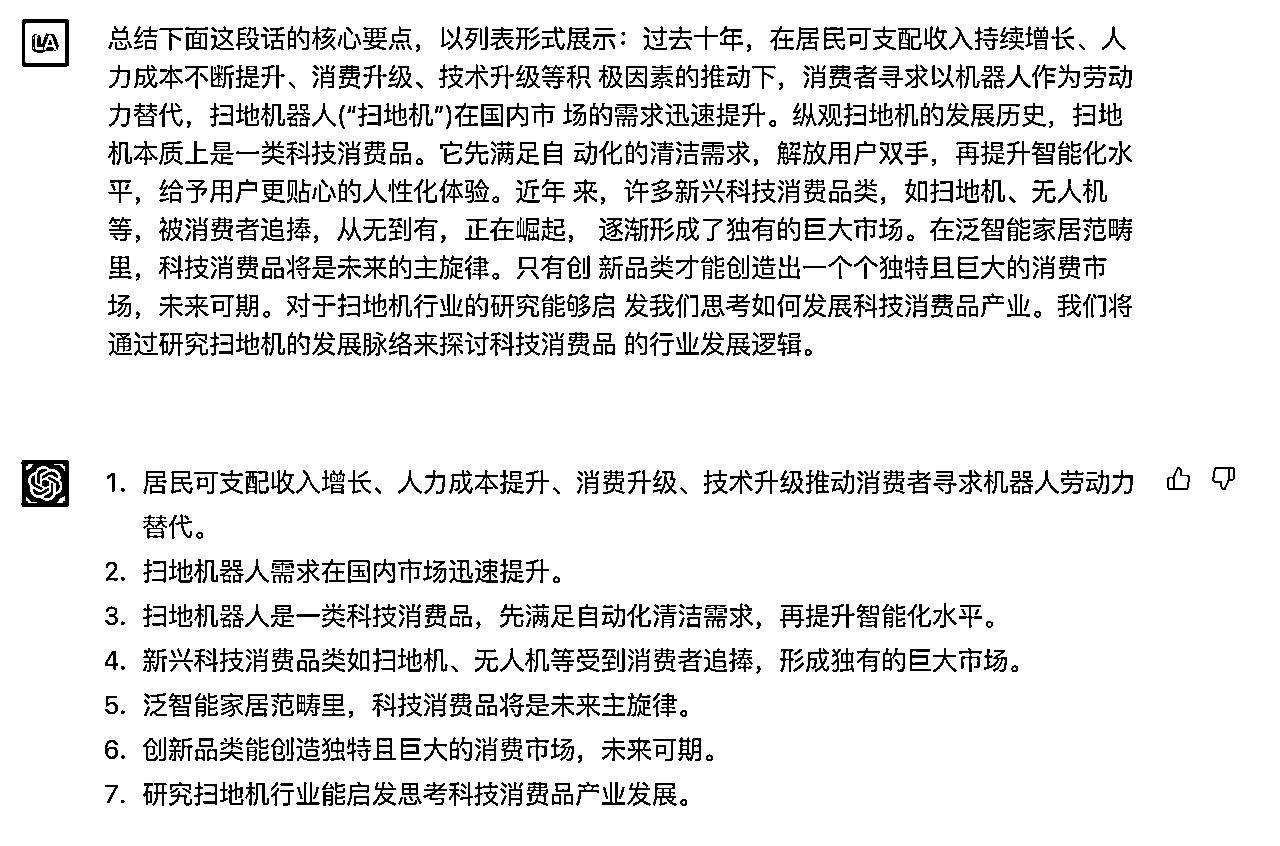 LA
总结下面这段话的核心要点，以列表形式展示：过去十年，在居民可支配收入持续增长、人
力成本不断提升、消费升级、技术升级等积 极因素的推动下，消费者寻求以机器人作为劳动
力替代，扫地机器人(“扫地机”)在国内市 场的需求迅速提升。纵观扫地机的发展历史，扫地
机本质上是一类科技消费品。它先满足自 动化的清洁需求，解放用户双手，再提升智能化水
平，给予用户更贴心的人性化体验。近年 来，许多新兴科技消费品类，如扫地机、无人机
等，被消费者追捧，从无到有，正在崛起， 逐渐形成了独有的巨大市场。在泛智能家居范畴
里，科技消费品将是未来的主旋律。只有创 新品类才能创造出一个个独特且巨大的消费市
场，未来可期。对于扫地机行业的研究能够启 发我们思考如何发展科技消费品产业。我们将
通过研究扫地机的发展脉络来探讨科技消费品 的行业发展逻辑。
1. 居民可支配收入增长、人力成本提升、消费升级、技术升级推动消费者寻求机器人劳动力
替代。
2. 扫地机器人需求在国内市场迅速提升。
3. 扫地机器人是一类科技消费品，先满足自动化清洁需求，再提升智能化水平。
4. 新兴科技消费品类如扫地机、无人机等受到消费者追捧，形成独有的巨大市场。
5. 泛智能家居范畴里，科技消费品将是未来主旋律。
6. 创新品类能创造独特且巨大的消费市场，未来可期。
7. 研究扫地机行业能启发思考科技消费品产业发展。